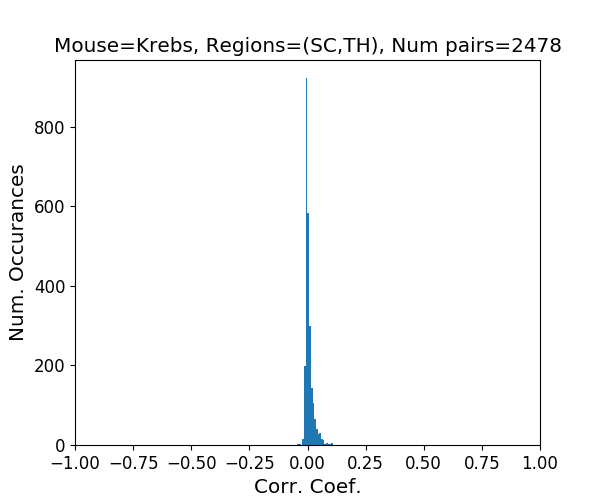 Mouse=Krebs, Regions=(SC,TH), Num pairs=2478
Num. Occurances
800
600
400
200
0
−1.00 −0.75 −0.50 −0.25 0.00 0.25 0.50 0.75 1.00
Corr. Coef.